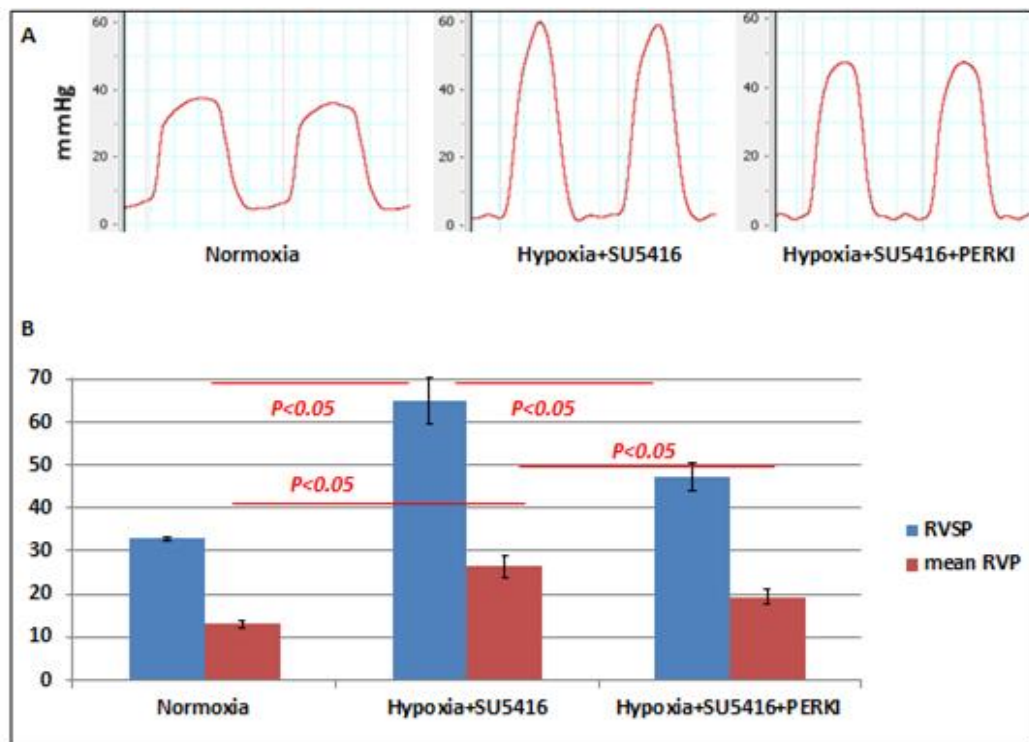 A
mmHg
60
40
20
0
60
40
20
0
60
40
20
0
Normoxia
Hypoxia+SU5416
Hypoxia+SU5416+PERKI
B
70
60
50
40
30
20
10
0
P<0.05
P<0.05
P<0.05
P<0.05
RVSP
mean RVP
Normoxia
Hypoxia+SU5416
Hypoxia+SU5416+PERKI